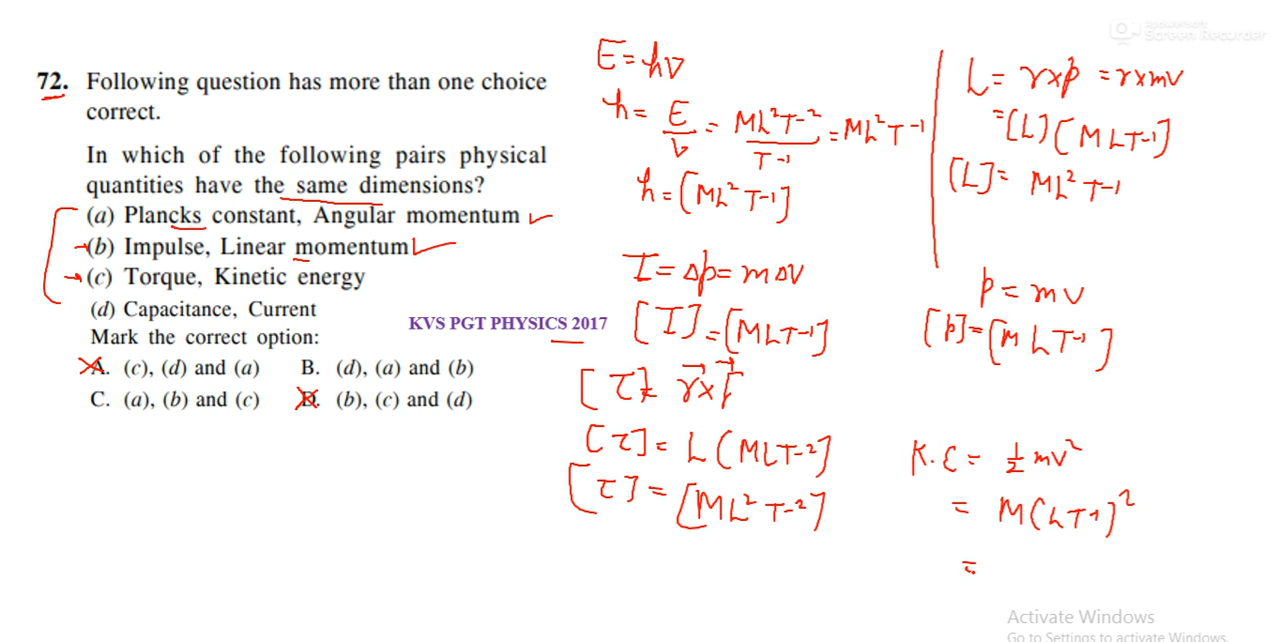 72. Following question has more than one choice
correct.
In which of the following pairs physical
quantities have the same dimensions?
(a) Plancks constant, Angular momentum
(b) Impulse, Linear momentum
(c) Torque, Kinetic energy
(d) Capacitance, Current
Mark the correct option:
A. (c), (d) and (a) B. (d), (a) and (b)
C. (a), (b) and (c) D. (b), (c) and (d)
KVS PGT PHYSICS 2017
E = hν
h = E/ν = ML²T-²/T-¹ = ML²T-1
h = [ML²T-1]
I = Δp = mΔv
[I] = [MLT-1]
[τ] = r⃗×F⃗
[τ] = L[MLT-2]
[τ] = [ML²T-2]
L = r×p = r×mv
= [L][MLT-1]
[L] = ML²T-1
p = mv
[p] = [MLT-1]
K.E = ½ mv²
= M(LT-1)²
=
Screen Recorder
Activate Windows
Go to Settings to activate Windows.